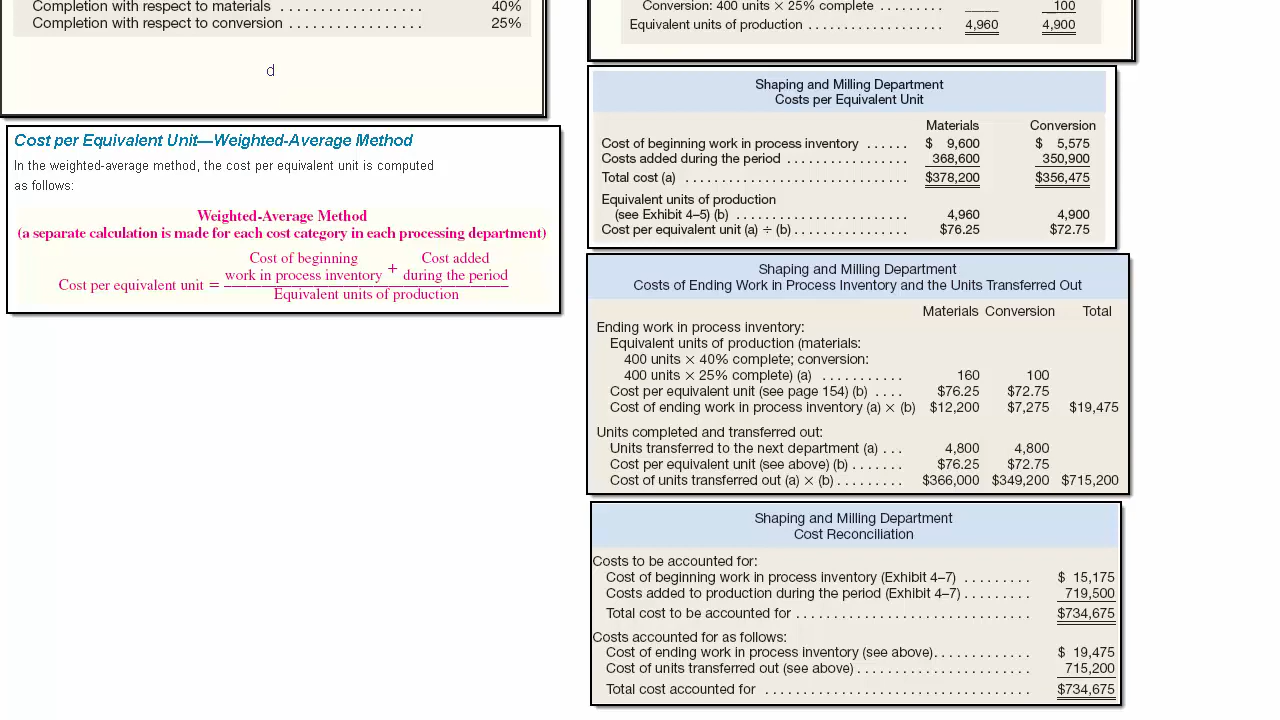 Completion with respect to materials .................. 40%
Completion with respect to conversion ................. 25%
d
Cost per Equivalent Unit—Weighted-Average Method
In the weighted-average method, the cost per equivalent unit is computed
as follows:
Weighted-Average Method
(a separate calculation is made for each cost category in each processing department)
Cost of beginning Cost added
work in process inventory + during the period
Cost per equivalent unit =
Equivalent units of production
Conversion: 400 units × 25% complete ......... 100
Equivalent units of production ................... 4,960 4,900
Shaping and Milling Department
Costs per Equivalent Unit
Materials Conversion
Cost of beginning work in process inventory ...... $ 9,600 $ 5,575
Costs added during the period ................. 368,600 350,900
Total cost (a) ............................... $378,200 $356,475
Equivalent units of production
(see Exhibit 4–5) (b) ........................ 4,960 4,900
Cost per equivalent unit (a) ÷ (b) ................ $76.25 $72.75
Shaping and Milling Department
Costs of Ending Work in Process Inventory and the Units Transferred Out
Materials Conversion Total
Ending work in process inventory:
Equivalent units of production (materials:
400 units × 40% complete; conversion:
400 units × 25% complete) (a) ........... 160 100
Cost per equivalent unit (see page 154) (b) .... $76.25 $72.75
Cost of ending work in process inventory (a) × (b) $12,200 $7,275 $19,475
Units completed and transferred out:
Units transferred to the next department (a) ... 4,800 4,800
Cost per equivalent unit (see above) (b) ....... $76.25 $72.75
Cost of units transferred out (a) × (b) ......... $366,000 $349,200 $715,200
Shaping and Milling Department
Cost Reconciliation
Costs to be accounted for:
Cost of beginning work in process inventory (Exhibit 4–7) ......... $ 15,175
Costs added to production during the period (Exhibit 4–7) ......... 719,500
Total cost to be accounted for ............................... $734,675
Costs accounted for as follows:
Cost of ending work in process inventory (see above) ............. $ 19,475
Cost of units transferred out (see above) ....................... 715,200
Total cost accounted for ................................... $734,675